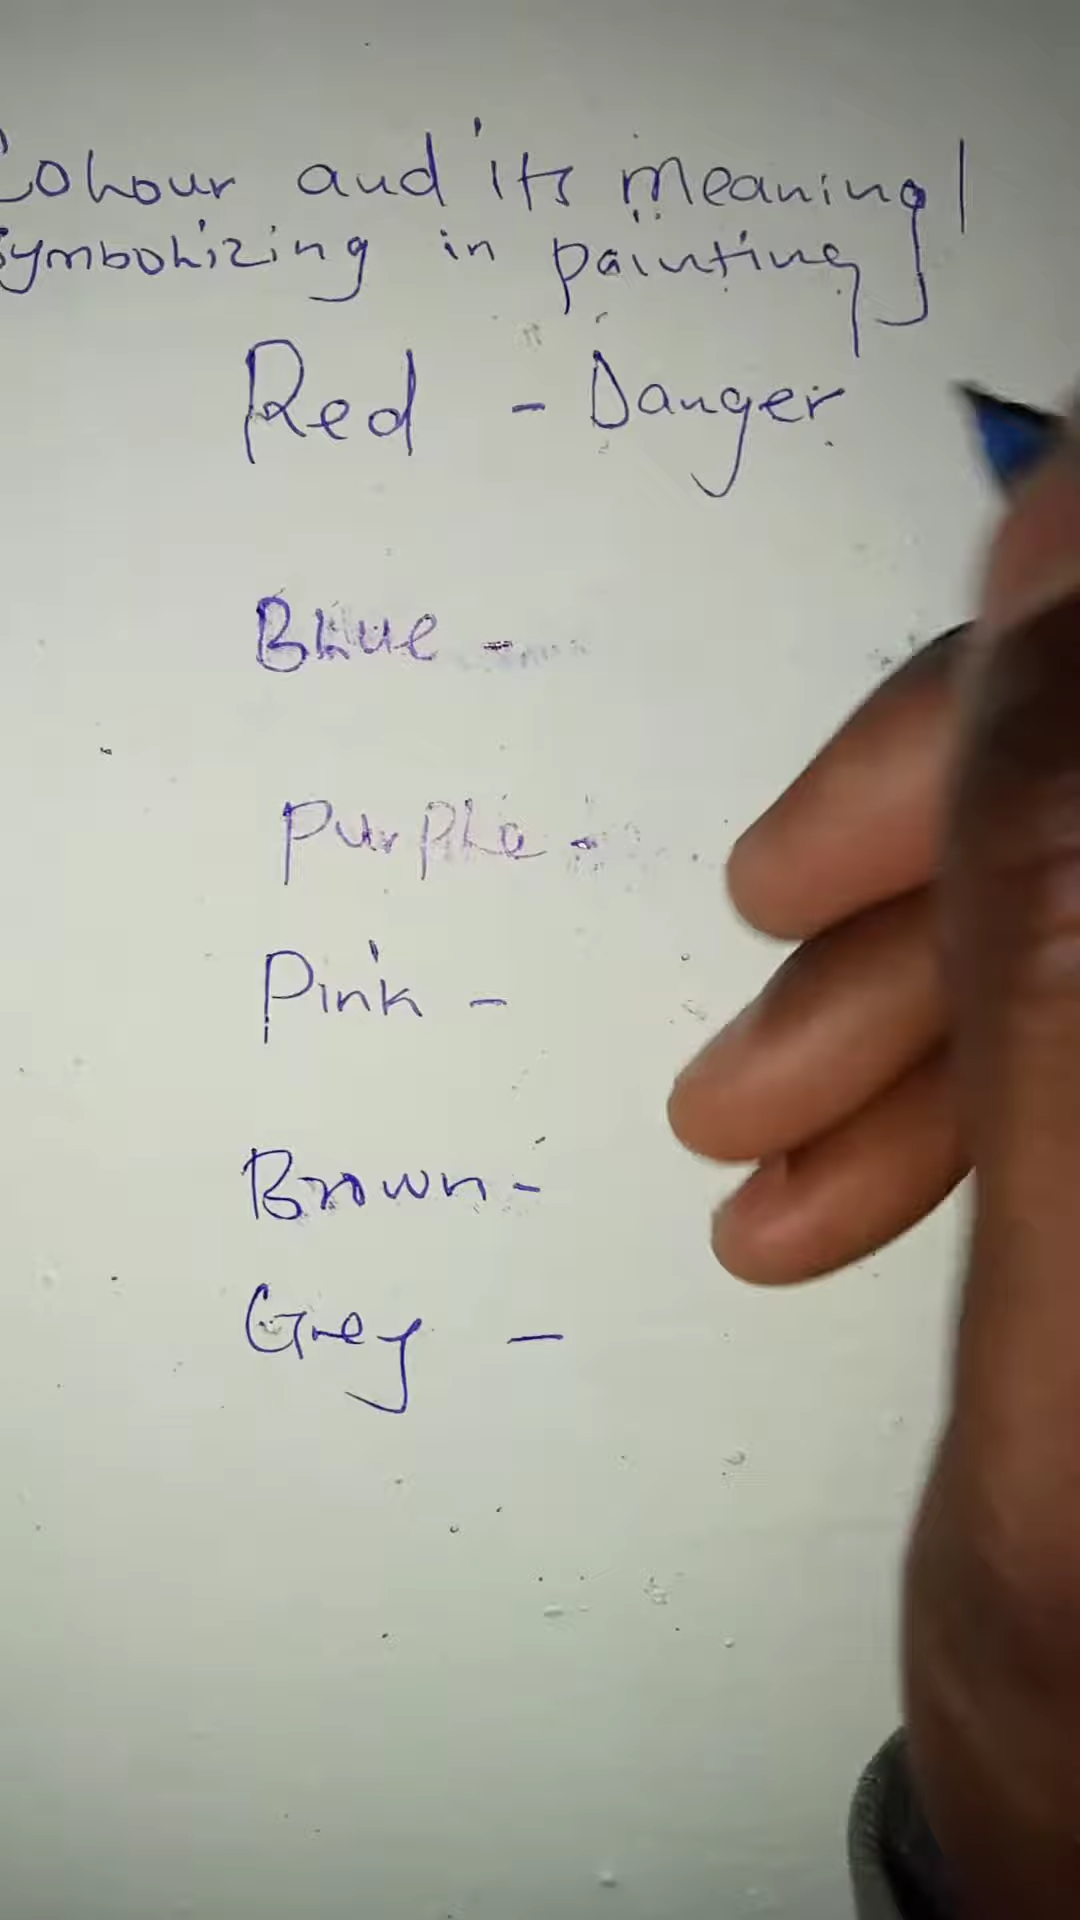 Colour and its meaning/
symbolizing in painting
Red - Danger
Blue -
Purple -
Pink -
Brown -
Grey -